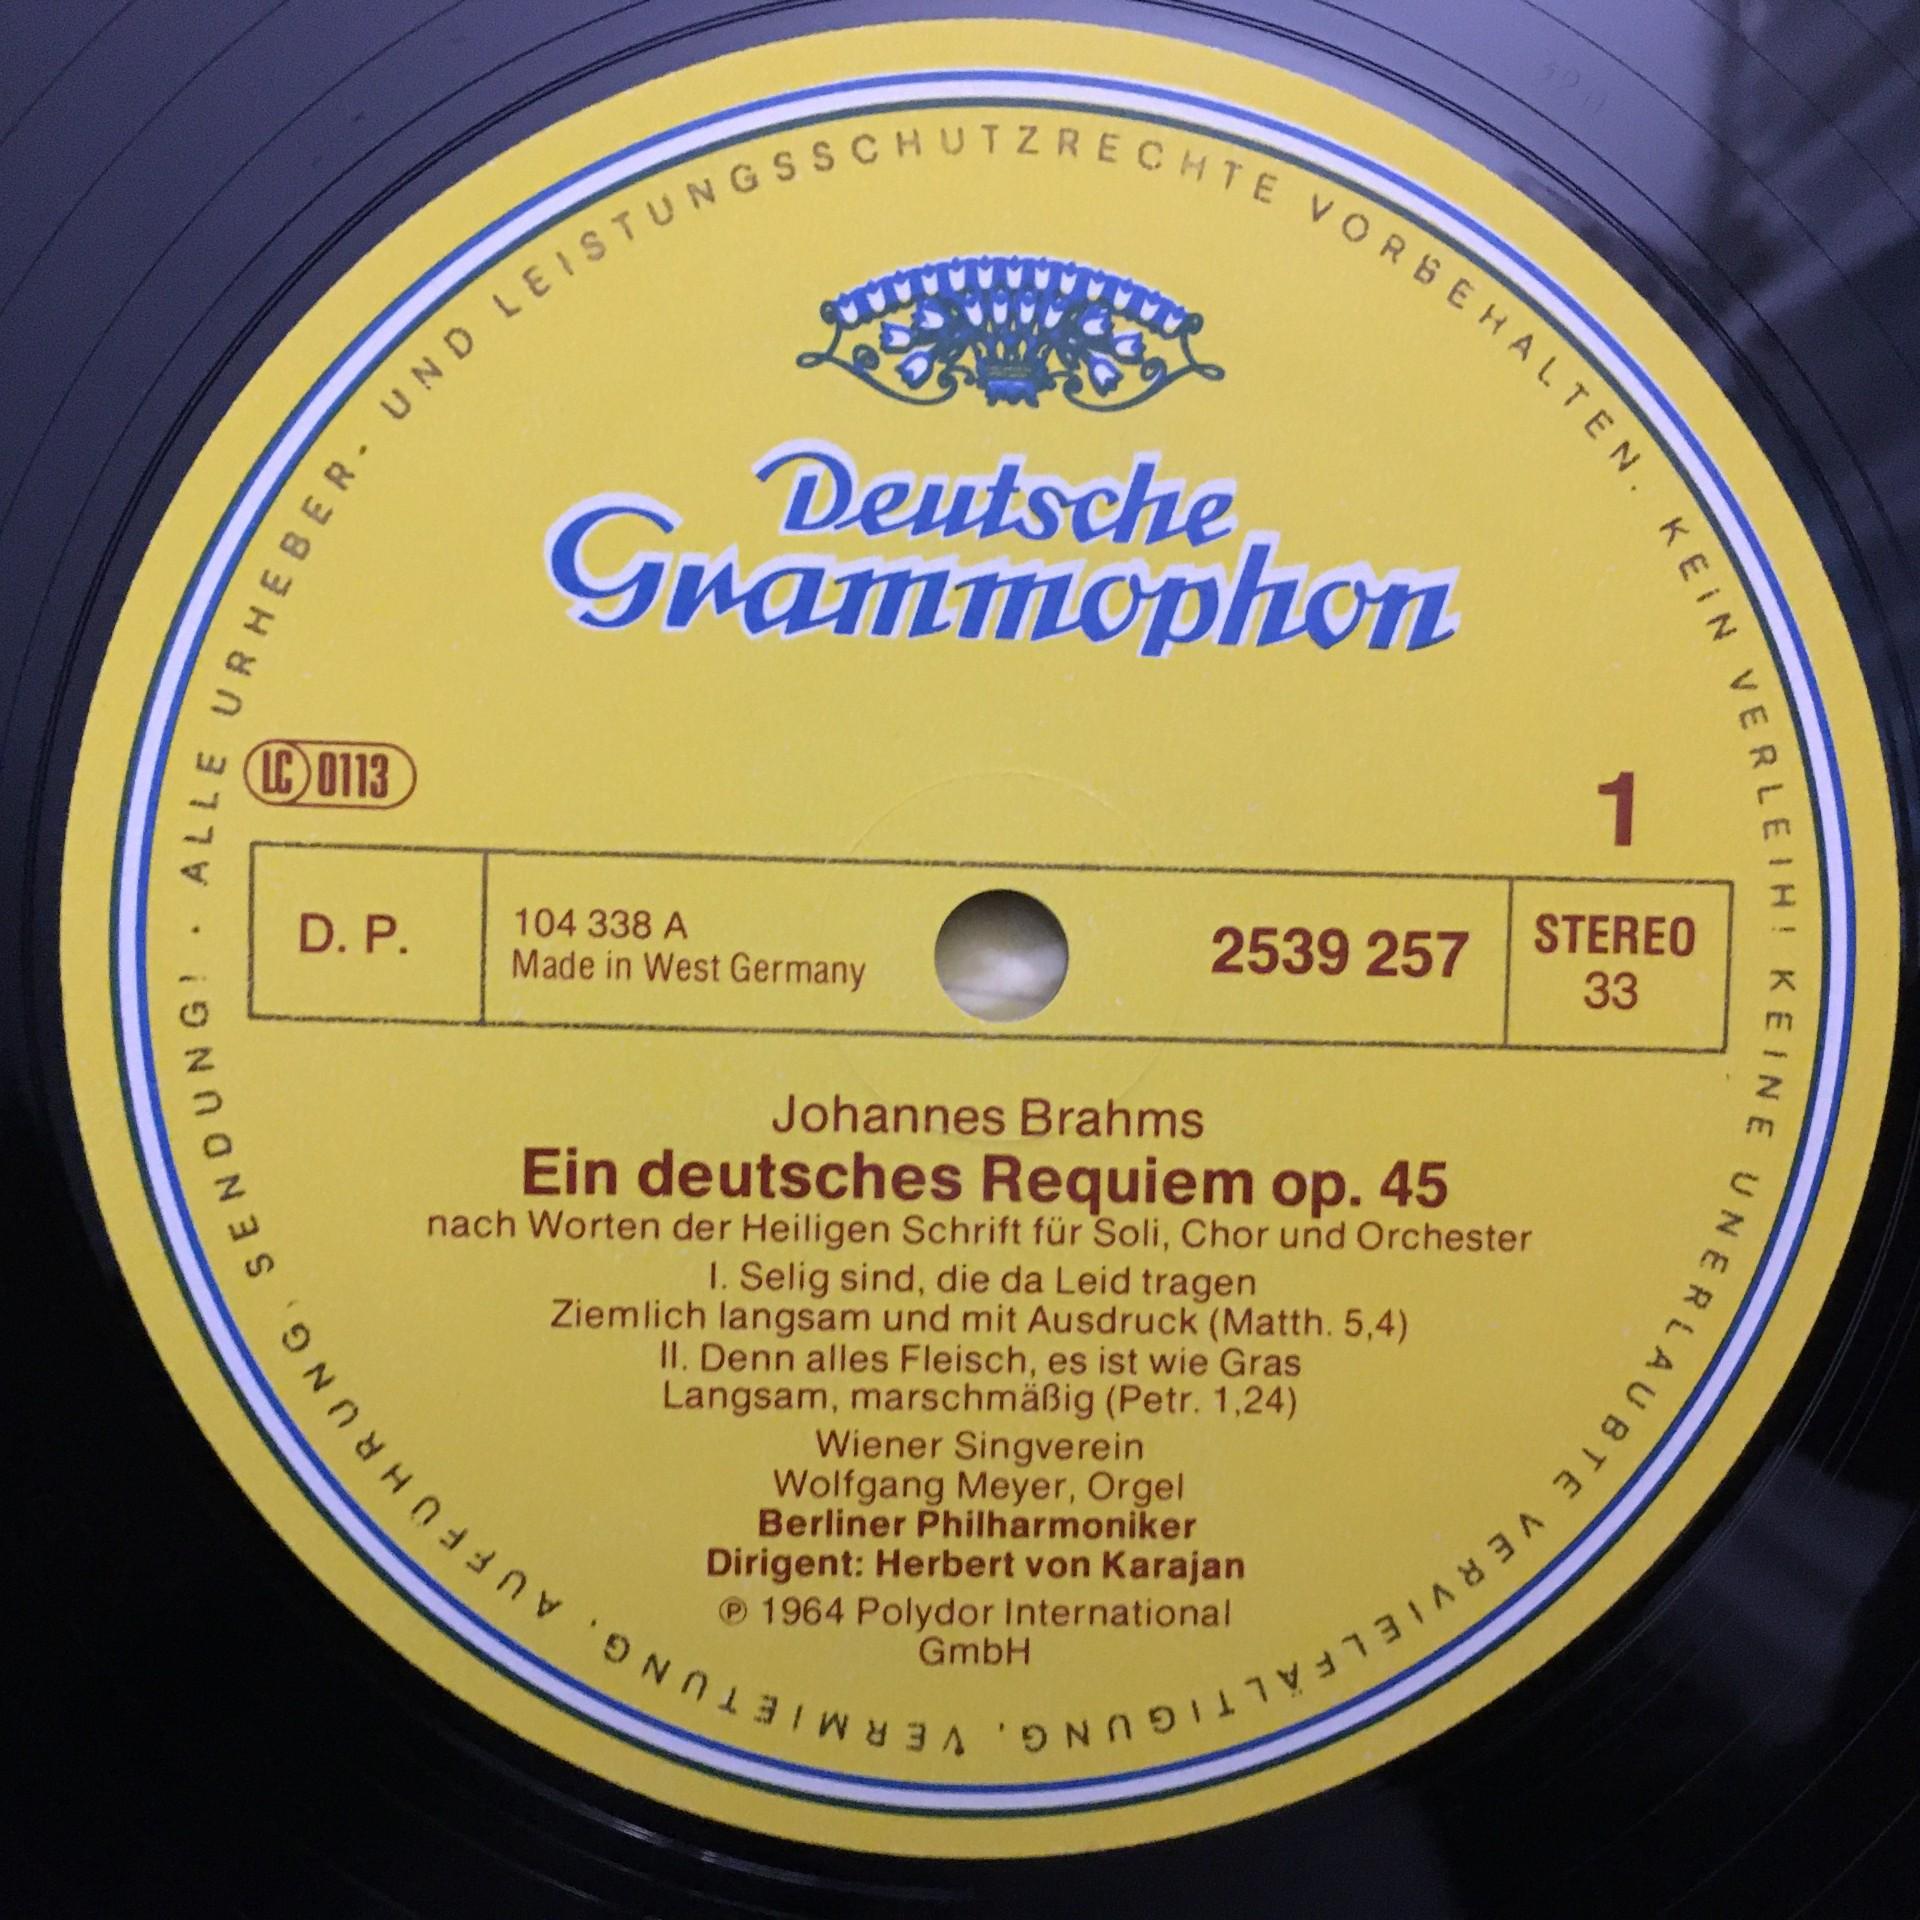 ALLE URHEBER- UND LEISTUNGSSCHUTZRECHTE VORBEHALTEN. KEIN VERLEIH! KEINE UNERLAUBTE VERVIELFÄLTIGUNG, VERMIETUNG, AUFFÜHRUNG, SENDUNG! ·
Deutsche
Grammophon
LC 0113
1
D. P.
104 338 A
Made in West Germany
2539 257
STEREO
33
Johannes Brahms
Ein deutsches Requiem op. 45
nach Worten der Heiligen Schrift für Soli, Chor und Orchester
I. Selig sind, die da Leid tragen
Ziemlich langsam und mit Ausdruck (Matth. 5,4)
II. Denn alles Fleisch, es ist wie Gras
Langsam, marschmäßig (Petr. 1,24)
Wiener Singverein
Wolfgang Meyer, Orgel
Berliner Philharmoniker
Dirigent: Herbert von Karajan
℗ 1964 Polydor International
GmbH